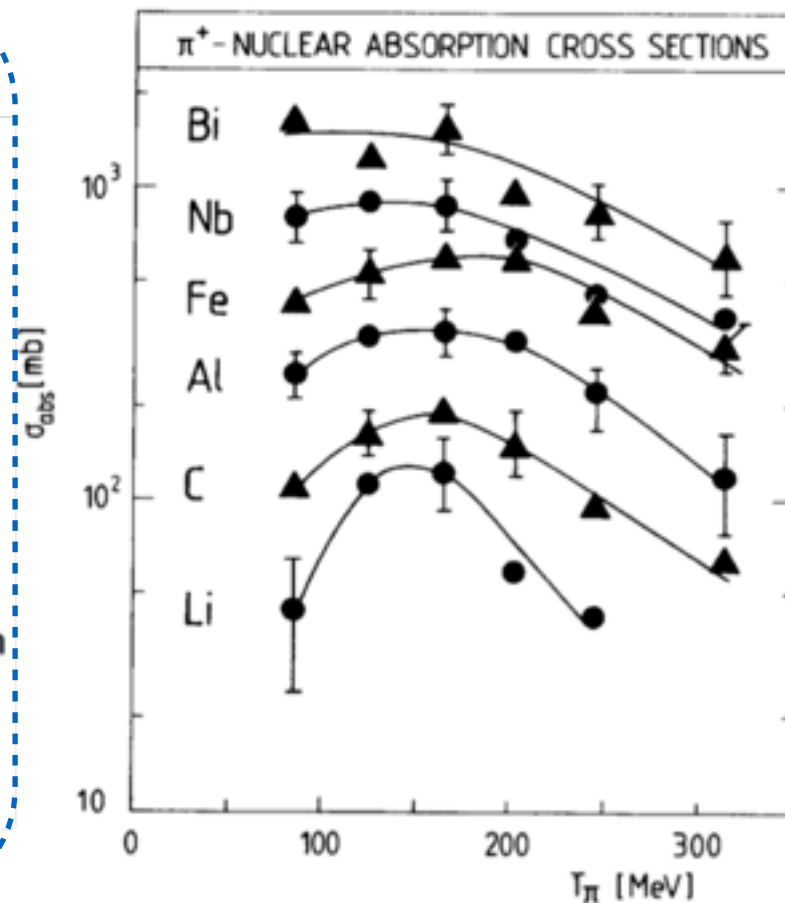 π⁺- NUCLEAR ABSORPTION CROSS SECTIONS
Bi
10³
Nb
Fe
σabs [mb]
Al
C
10²
Li
10
0 100 200 300
Tπ [MeV]